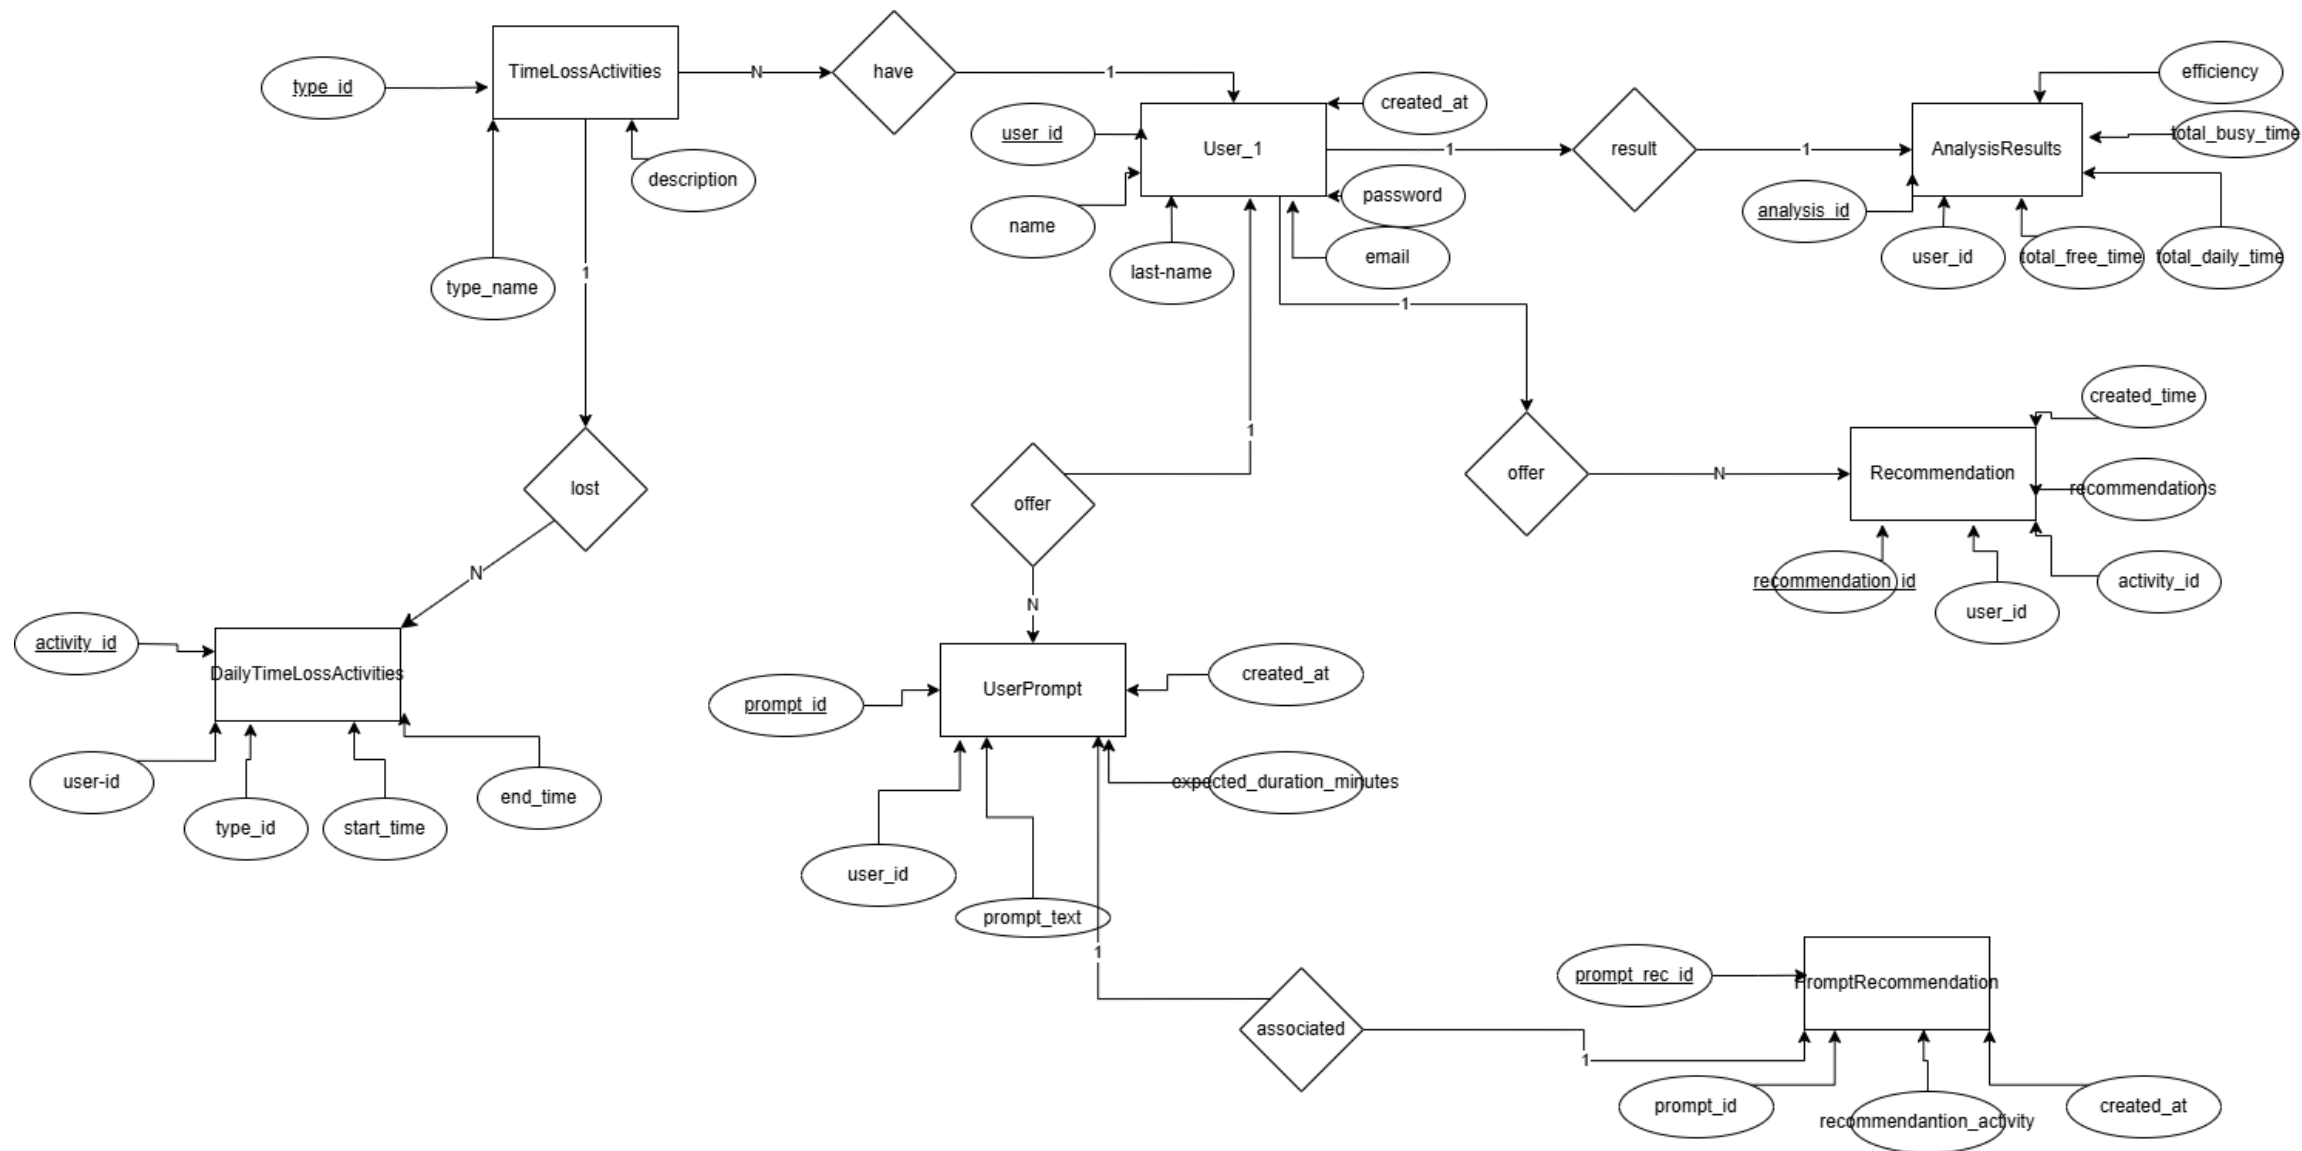 TimeLossActivities
N
have
1
type_id
description
type_name
1
lost
N
activity_id
DailyTimeLossActivities
user-id
type_id
start_time
end_time
User_1
user_id
name
last-name
created_at
password
email
1
result
1
AnalysisResults
efficiency
total_busy_time
total_daily_time
total_free_time
user_id
analysis_id
1
offer
N
Recommendation
created_time
recommendations
activity_id
user_id
recommendation_id
1
offer
N
UserPrompt
prompt_id
created_at
expected_duration_minutes
user_id
prompt_text
1
associated
1
PromptRecommendation
prompt_rec_id
prompt_id
recommendantion_activity
created_at